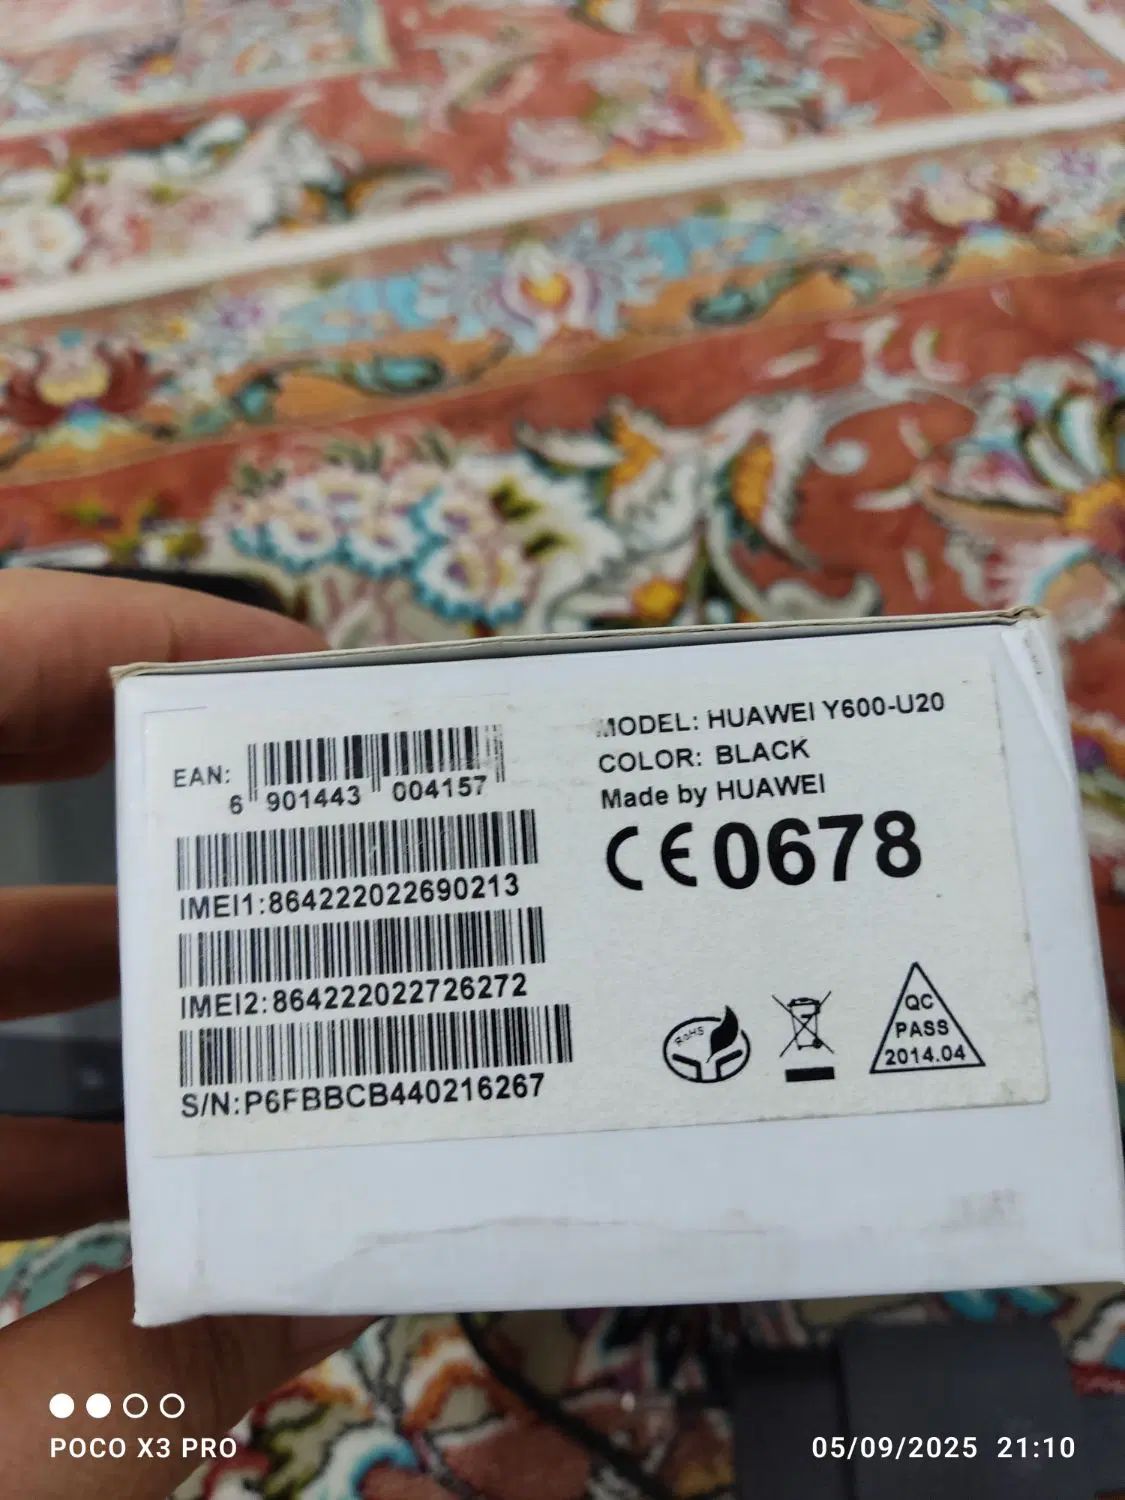 EAN:
6 901443 004157
IMEI1:864222022690213
IMEI2:864222022726272
S/N:P6FBBCB440216267
MODEL: HUAWEI Y600-U20
COLOR: BLACK
Made by HUAWEI
CE0678
RoHS
QC
PASS
2014.04
POCO X3 PRO
05/09/2025 21:10